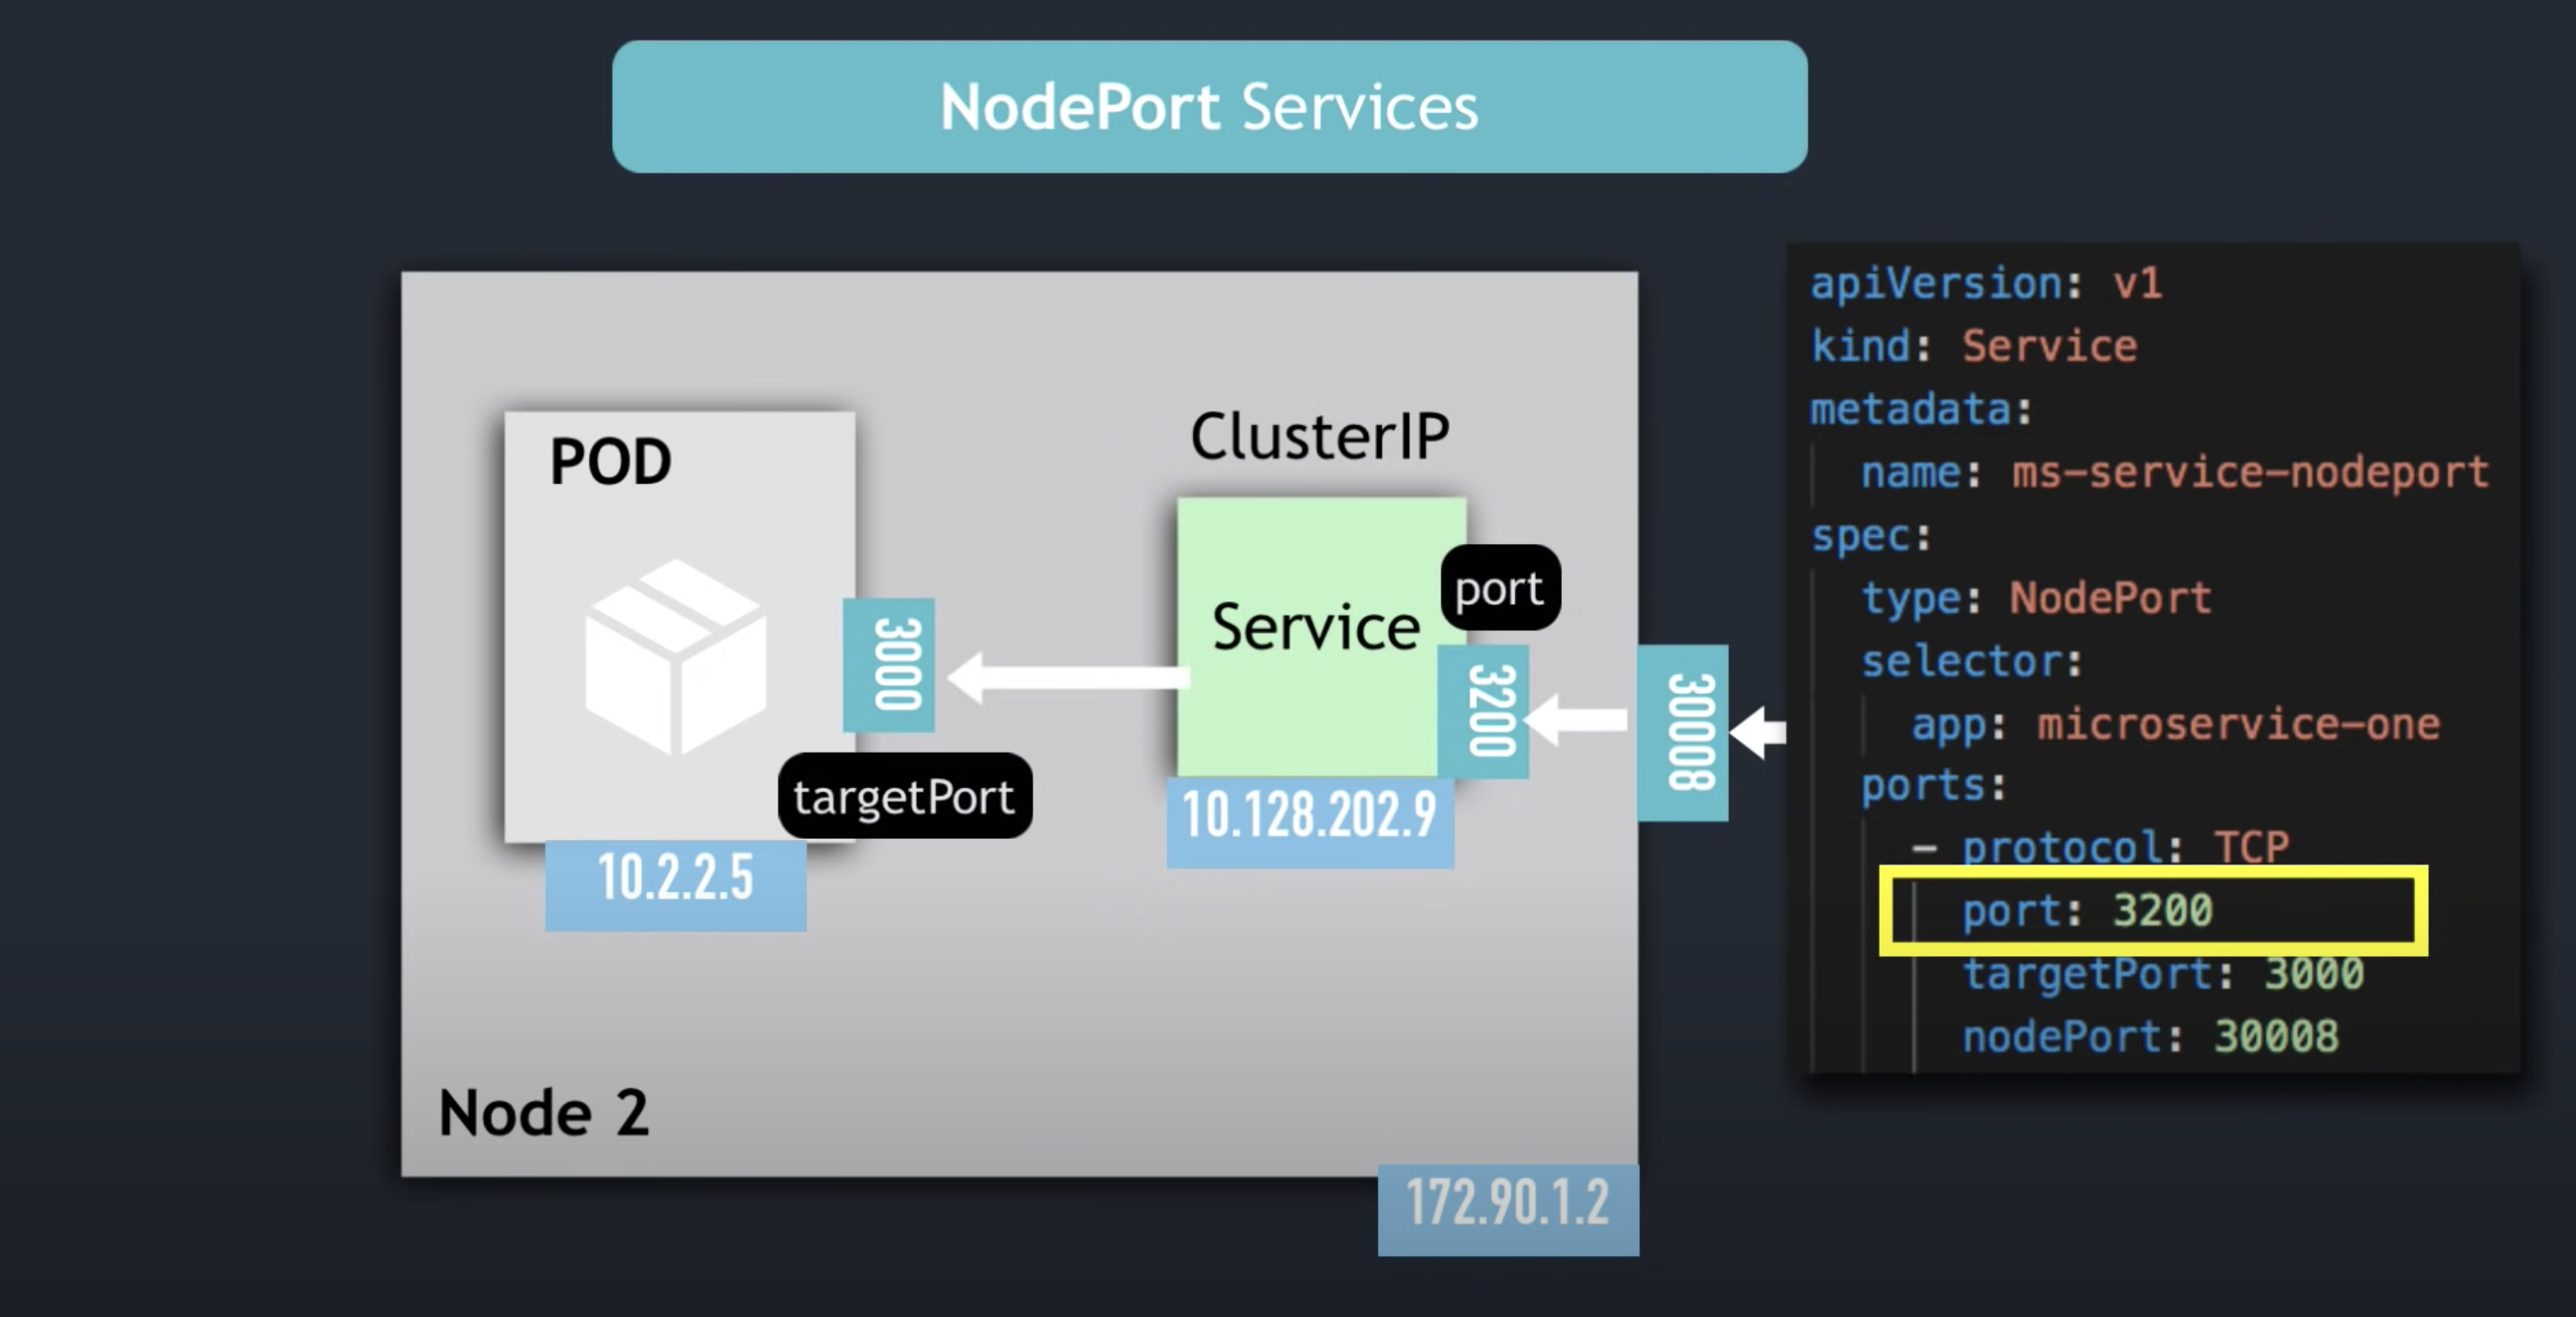 NodePort Services
POD
3000
targetPort
10.2.2.5
ClusterIP
Service
port
3200
10.128.202.9
30008
Node 2
172.90.1.2
apiVersion: v1
kind: Service
metadata:
  name: ms-service-nodeport
spec:
  type: NodePort
  selector:
    app: microservice-one
  ports:
    - protocol: TCP
      port: 3200
      targetPort: 3000
      nodePort: 30008